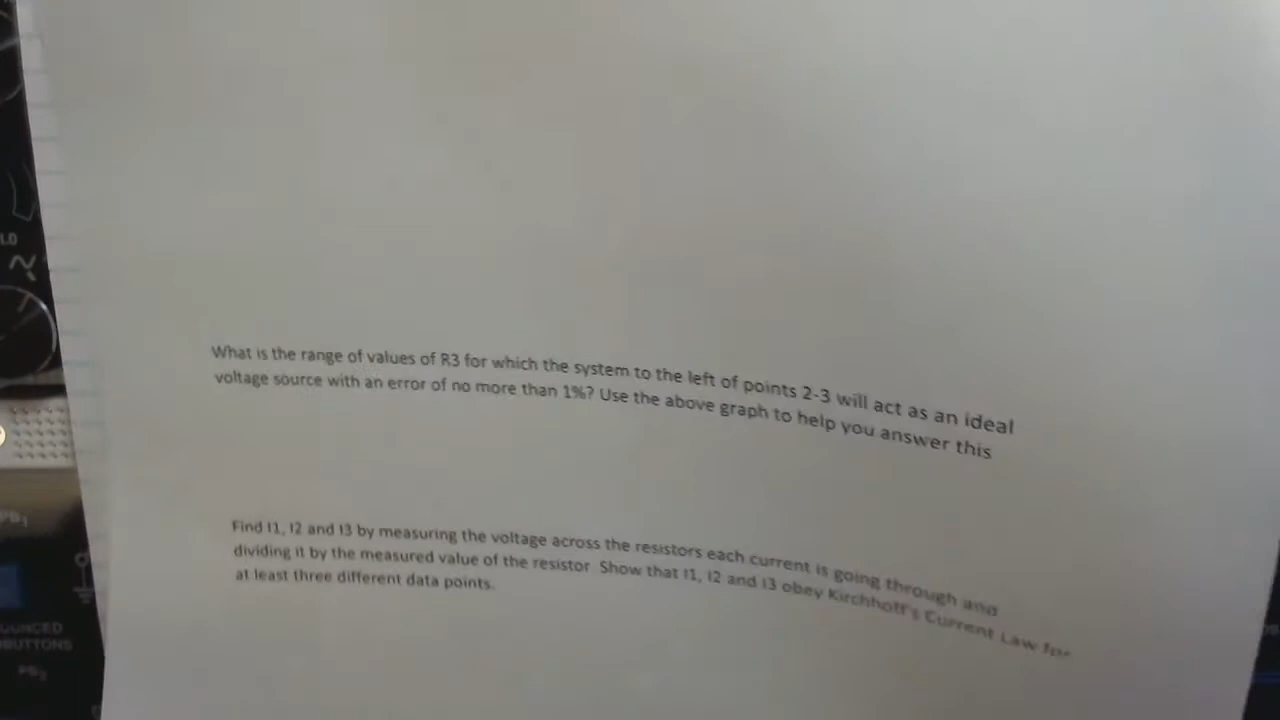 LO
What is the range of values of R3 for which the system to the left of points 2-3 will act as an ideal
voltage source with an error of no more than 1%? Use the above graph to help you answer this
Find I1, I2 and I3 by measuring the voltage across the resistors each current is going through and
dividing it by the measured value of the resistor Show that I1, I2 and I3 obey Kirchhoff's Current Law for
at least three different data points.
PB1
OUNCED
BUTTONS
PB2